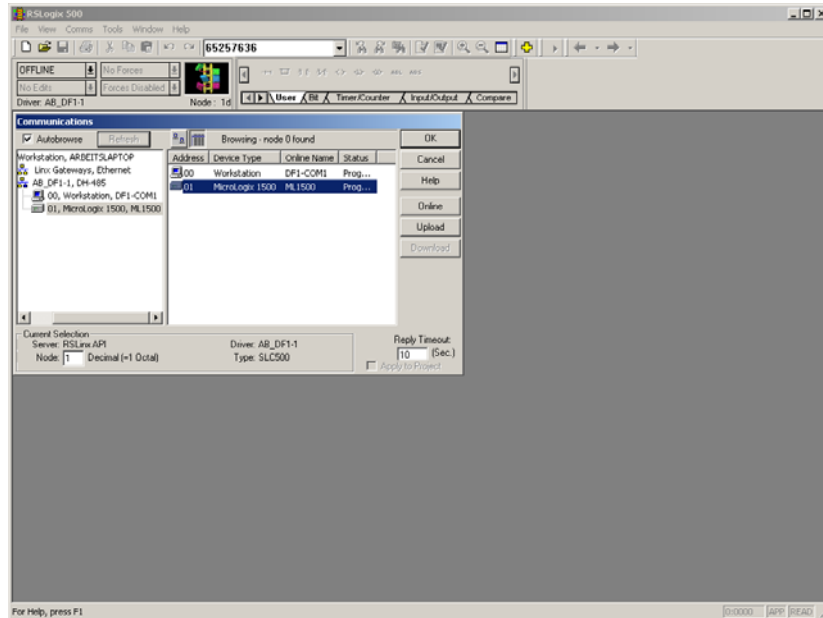 RSLogix 500
File View Comms Tools Window Help
65257636
OFFLINE No Forces
No Edits Forces Disabled
Driver: AB_DF1-1 Node: 1d
User Bit Timer/Counter Input/Output Compare
Communications
Autobrowse Refresh Browsing - node 0 found OK
Workstation, ARBEITSLAPTOP
Linx Gateways, Ethernet
AB_DF1-1, DH-485
00, Workstation, DF1-COM1
01, MicroLogix 1500, ML1500
Address Device Type Online Name Status
00 Workstation DF1-COM1 Prog...
01 MicroLogix 1500 ML1500 Prog...
Cancel
Help
Online
Upload
Download
Current Selection
Server: RSLinx API Driver: AB_DF1-1
Node: 1 Decimal (=1 Octal) Type: SLC500
Reply Timeout:
10 (Sec.)
Apply to Project
For Help, press F1 0:0000 APP READ